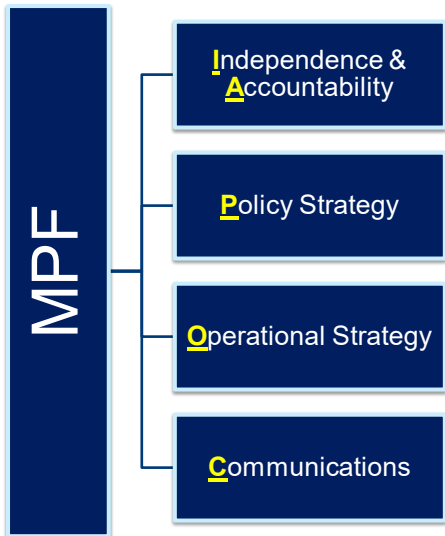 MPF
Independence &
Accountability
Policy Strategy
Operational Strategy
Communications